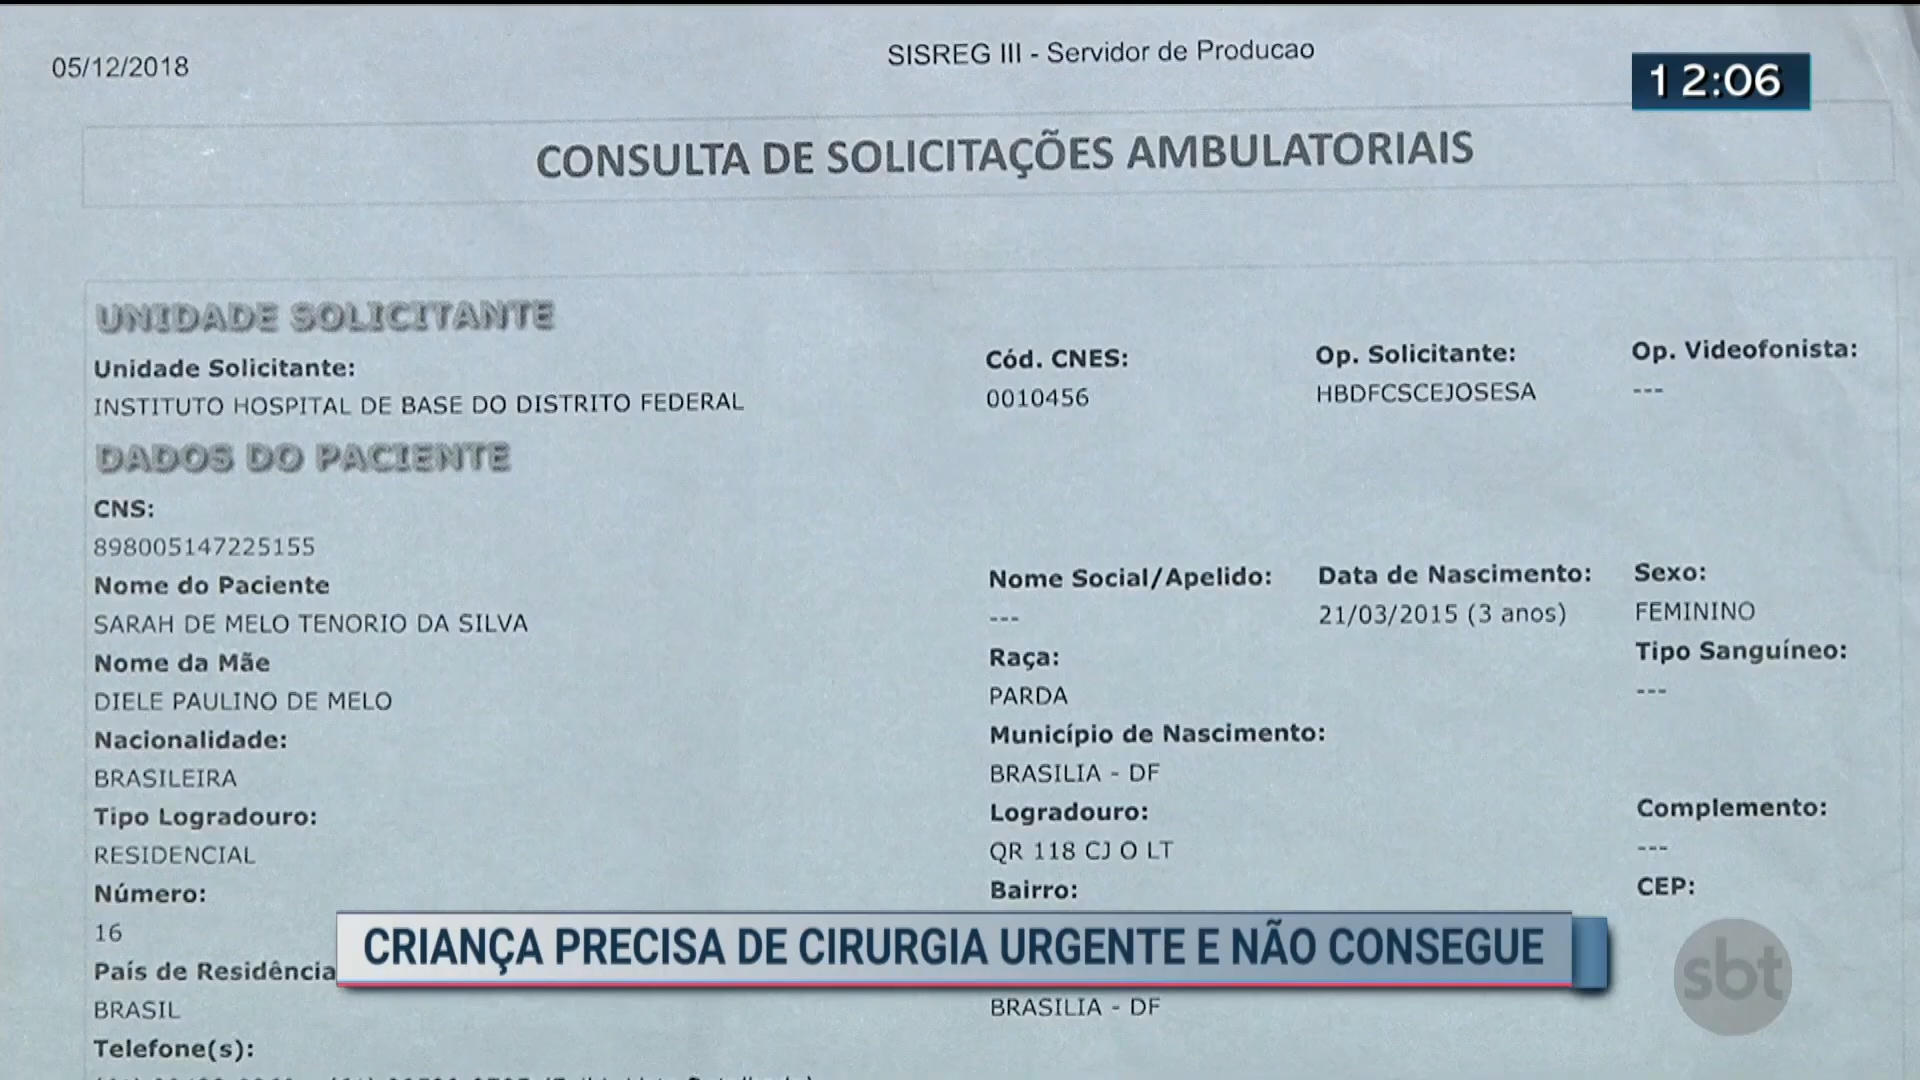 05/12/2018
SISREG III - Servidor de Producao
12:06
CONSULTA DE SOLICITAÇÕES AMBULATORIAIS
UNIDADE SOLICITANTE
Unidade Solicitante:
Cód. CNES:
Op. Solicitante:
Op. Videofonista:
INSTITUTO HOSPITAL DE BASE DO DISTRITO FEDERAL
0010456
HBDFCSCEJOSESA
---
DADOS DO PACIENTE
CNS:
898005147225155
Nome do Paciente
Nome Social/Apelido:
Data de Nascimento:
Sexo:
SARAH DE MELO TENORIO DA SILVA
---
21/03/2015 (3 anos)
FEMININO
Nome da Mãe
Raça:
Tipo Sanguíneo:
DIELE PAULINO DE MELO
PARDA
---
Nacionalidade:
Município de Nascimento:
BRASILEIRA
BRASILIA - DF
Tipo Logradouro:
Logradouro:
Complemento:
RESIDENCIAL
QR 118 CJ O LT
---
Número:
Bairro:
CEP:
16
CRIANÇA PRECISA DE CIRURGIA URGENTE E NÃO CONSEGUE
sbt
País de Residência
BRASIL
BRASILIA - DF
Telefone(s):